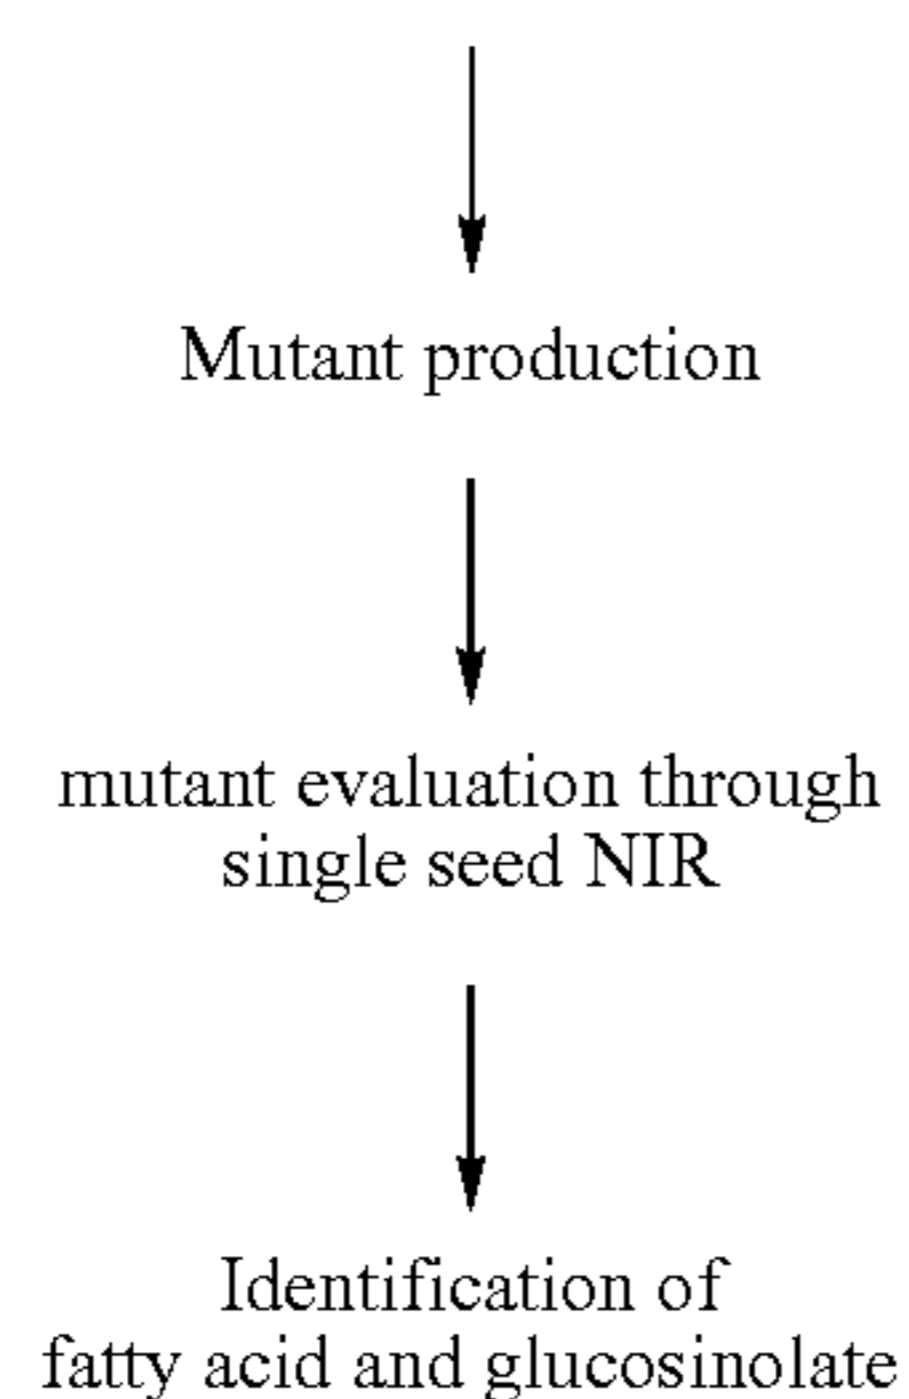 Mutant production
mutant evaluation through
single seed NIR
Identification of
fatty acid and glucosinolate